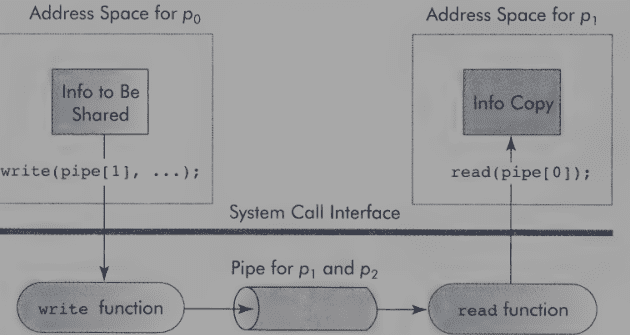 Address Space for p0
Address Space for p1
Info to Be
Shared
Info Copy
write(pipe[1], ...);
read(pipe[0]);
System Call Interface
Pipe for p1 and p2
write function
read function